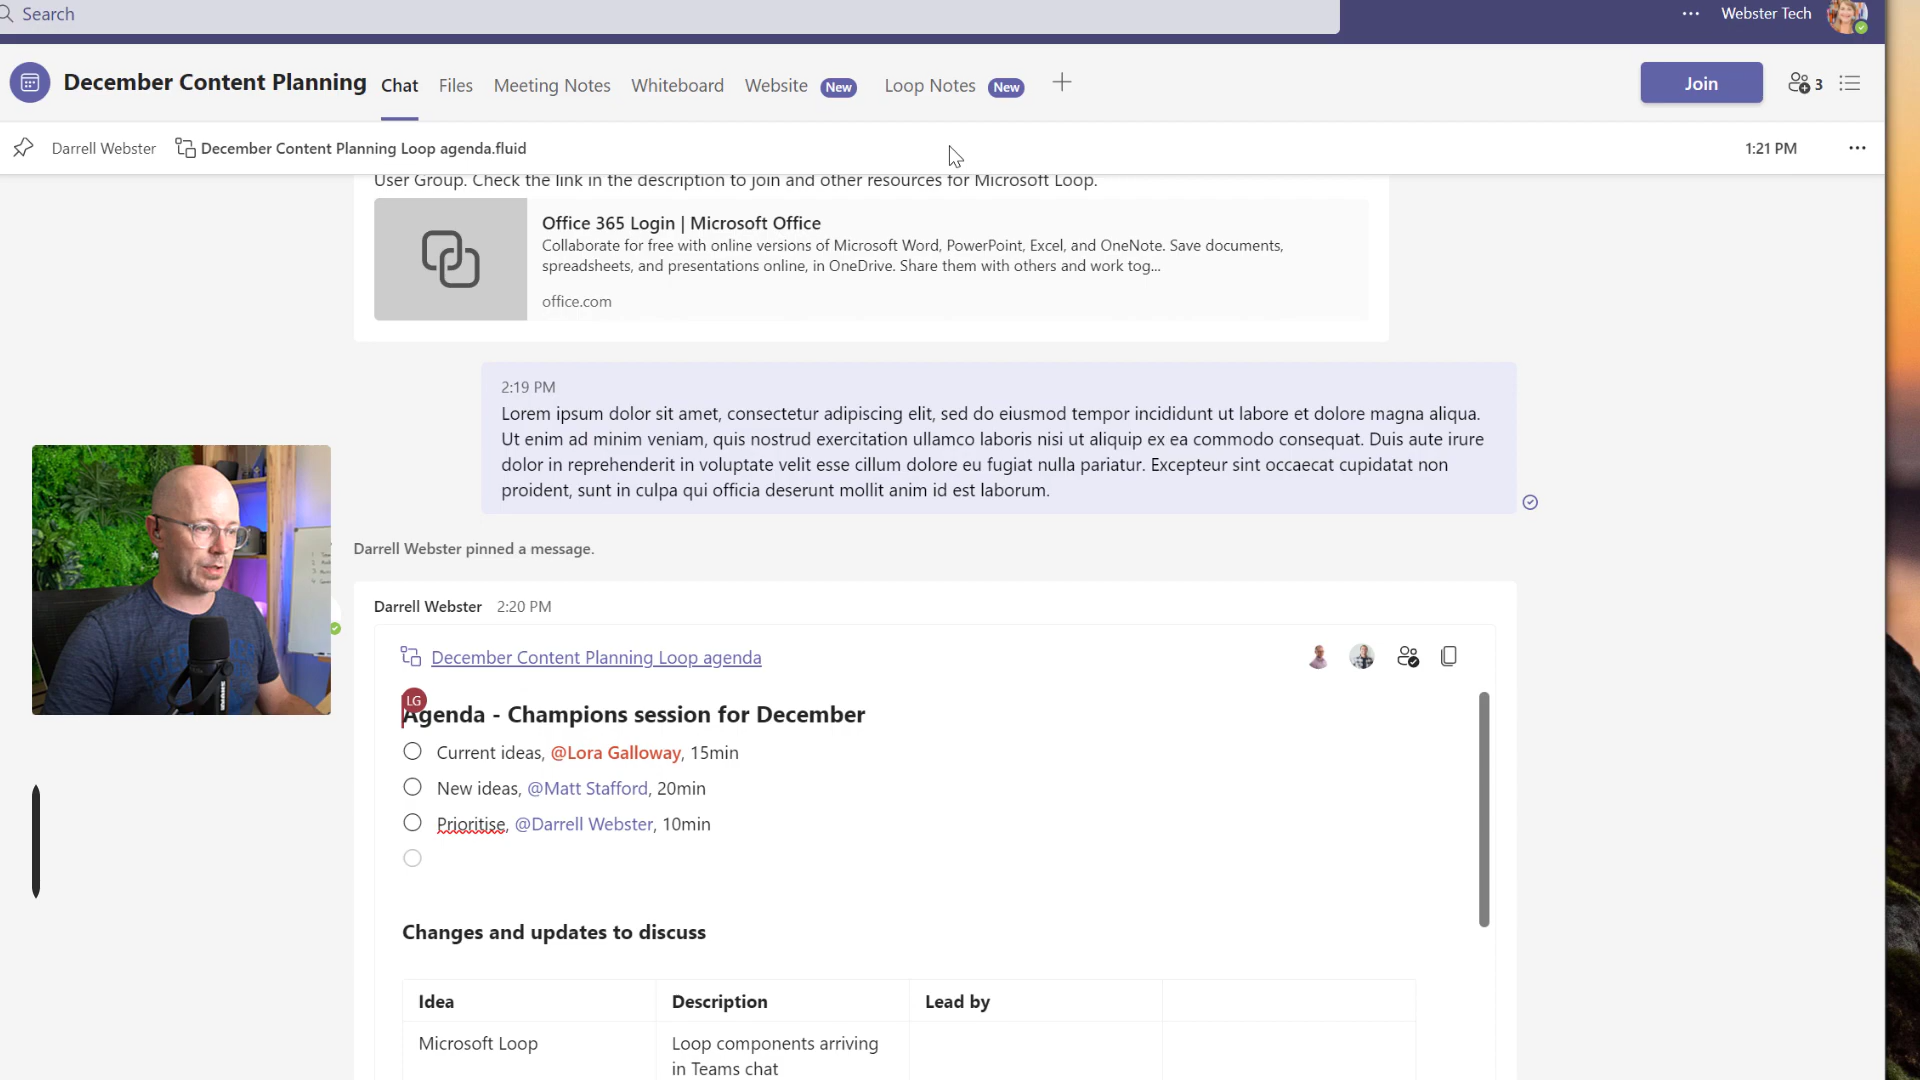 Search
Webster Tech
December Content Planning
Chat
Files
Meeting Notes
Whiteboard
Website New
Loop Notes New
Join
3
Darrell Webster
December Content Planning Loop agenda.fluid
1:21 PM
User Group. Check the link in the description to join and other resources for Microsoft Loop.
Office 365 Login | Microsoft Office
Collaborate for free with online versions of Microsoft Word, PowerPoint, Excel, and OneNote. Save documents,
spreadsheets, and presentations online, in OneDrive. Share them with others and work tog...
office.com
2:19 PM
Lorem ipsum dolor sit amet, consectetur adipiscing elit, sed do eiusmod tempor incididunt ut labore et dolore magna aliqua.
Ut enim ad minim veniam, quis nostrud exercitation ullamco laboris nisi ut aliquip ex ea commodo consequat. Duis aute irure
dolor in reprehenderit in voluptate velit esse cillum dolore eu fugiat nulla pariatur. Excepteur sint occaecat cupidatat non
proident, sunt in culpa qui officia deserunt mollit anim id est laborum.
Darrell Webster pinned a message.
Darrell Webster 2:20 PM
December Content Planning Loop agenda
LG
Agenda - Champions session for December
Current ideas, @Lora Galloway, 15min
New ideas, @Matt Stafford, 20min
Prioritise, @Darrell Webster, 10min
Changes and updates to discuss
Idea Description Lead by
Microsoft Loop Loop components arriving
in Teams chat